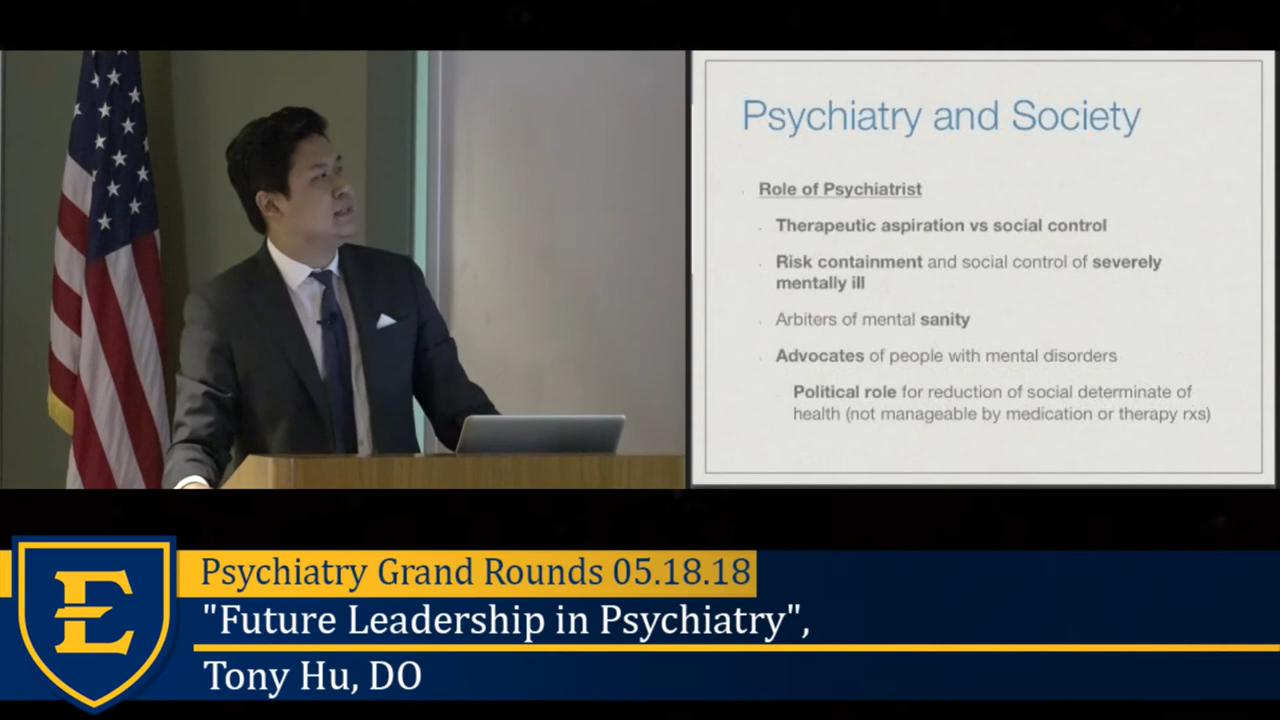 Psychiatry and Society
Role of Psychiatrist
Therapeutic aspiration vs social control
Risk containment and social control of severely
mentally ill
Arbiters of mental sanity
Advocates of people with mental disorders
Political role for reduction of social determinate of
health (not manageable by medication or therapy rxs)
E
Psychiatry Grand Rounds 05.18.18
"Future Leadership in Psychiatry",
Tony Hu, DO